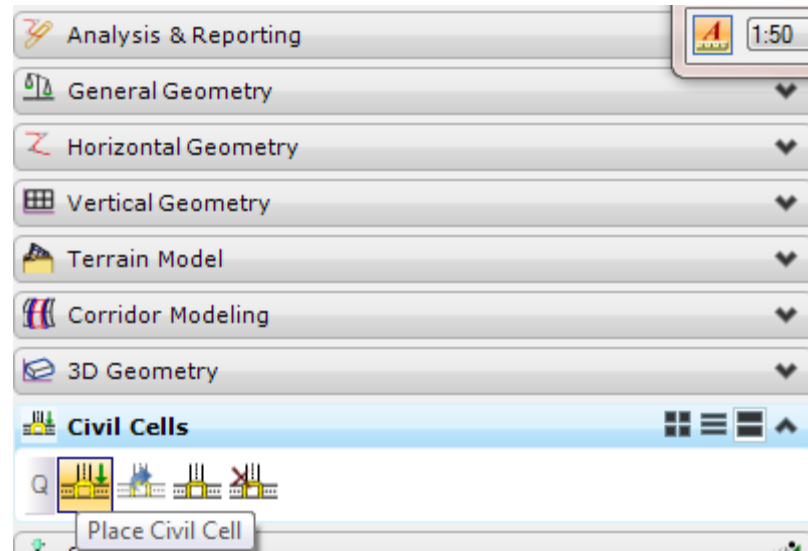 Analysis & Reporting
1:50
General Geometry
Horizontal Geometry
Vertical Geometry
Terrain Model
Corridor Modeling
3D Geometry
Civil Cells
Q
Place Civil Cell